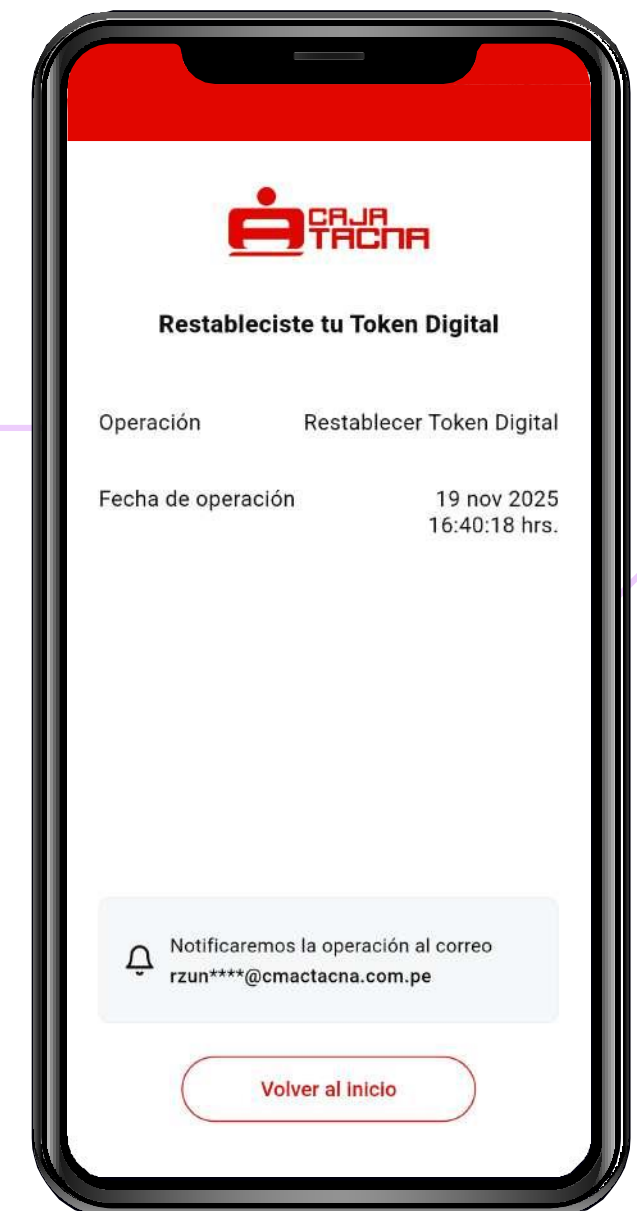 CAJA
TACNA
Restableciste tu Token Digital
Operación Restablecer Token Digital
Fecha de operación 19 nov 2025
16:40:18 hrs.
Notificaremos la operación al correo
rzun****@cmactacna.com.pe
Volver al inicio